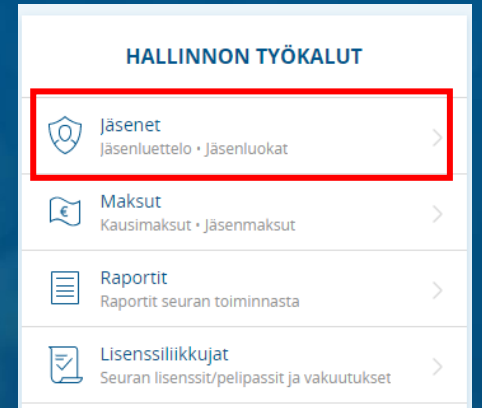 HALLINNON TYÖKALUT
Jäsenet
Jäsenluettelo • Jäsenluokat
Maksut
Kausimaksut • Jäsenmaksut
Raportit
Raportit seuran toiminnasta
Lisenssiliikkujat
Seuran lisenssit/pelipassit ja vakuutukset